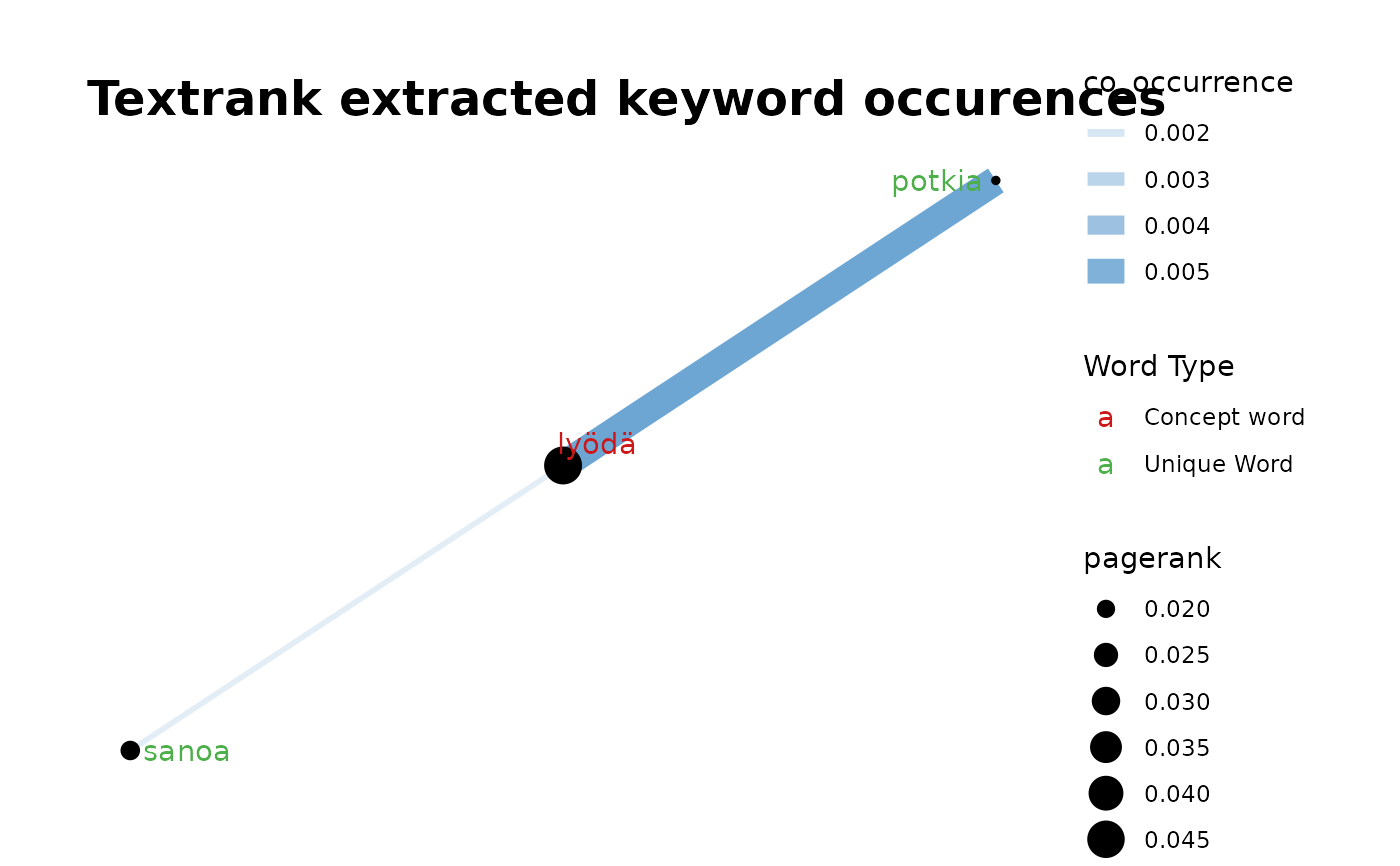 Textrank extracted keyword occurences
co_occurrence
0.002
0.003
0.004
0.005
potkia
lyödä
sanoa
Word Type
a Concept word
a Unique Word
pagerank
0.020
0.025
0.030
0.035
0.040
0.045